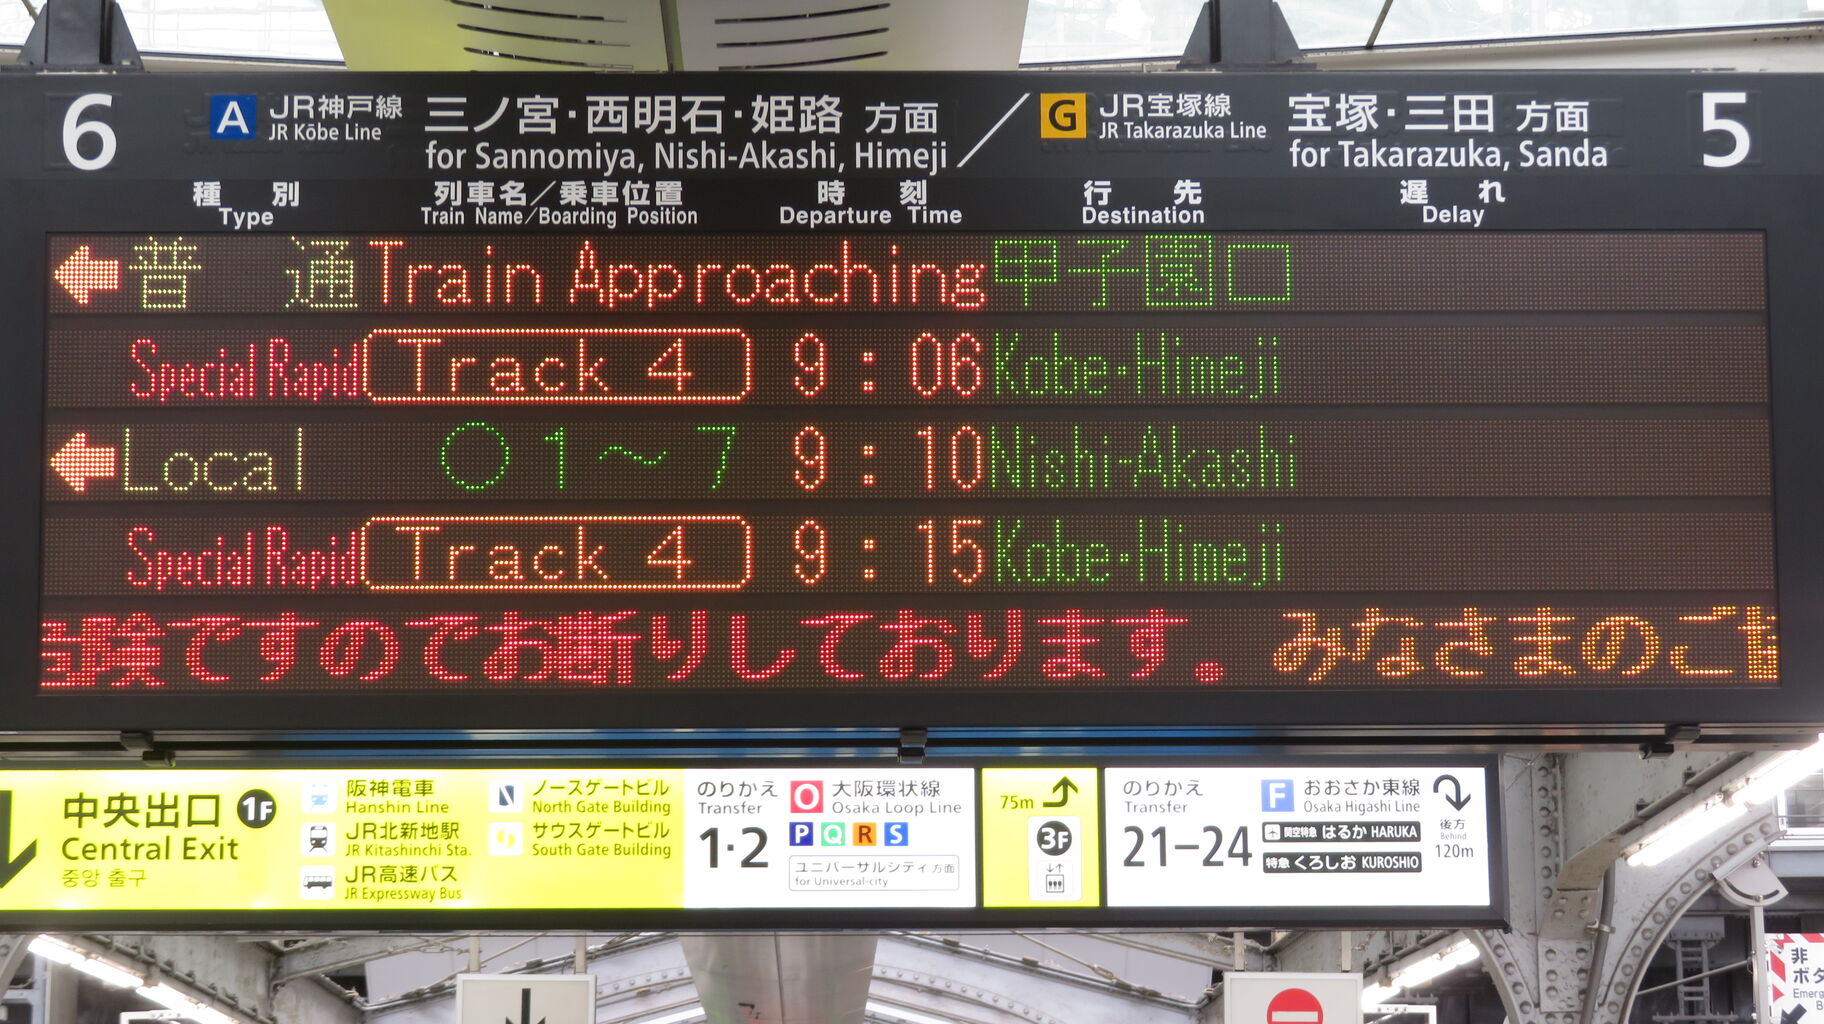 6 A JR神戸線 三ノ宮・西明石・姫路 方面 ／ G JR宝塚線 宝塚・三田 方面 5
JR Kōbe Line for Sannomiya, Nishi-Akashi, Himeji JR Takarazuka Line for Takarazuka, Sanda
種別 列車名／乗車位置 時刻 行先 遅れ
Type Train Name/Boarding Position Departure Time Destination Delay
←普通 Train Approaching 甲子園口
Special Rapid Track 4 9:06 Kobe・Himeji
←Local ○1～7 9:10 Nishi-Akashi
Special Rapid Track 4 9:15 Kobe・Himeji
険ですのでお断りしております。 みなさまのご
↓ 中央出口 1F
Central Exit
중앙 출구
阪神電車
Hanshin Line
JR北新地駅
JR Kitashinchi Sta.
JR高速バス
JR Expressway Bus
ノースゲートビル
North Gate Building
サウスゲートビル
South Gate Building
のりかえ
Transfer
1・2
O 大阪環状線
Osaka Loop Line
P Q R S
ユニバーサルシティ 方面
for Universal-city
75m
3F
のりかえ
Transfer
21–24
F おおさか東線
Osaka Higashi Line
関空特急 はるか HARUKA
特急 くろしお KUROSHIO
後方
Behind
120m
非
ボタ
Emerg
B